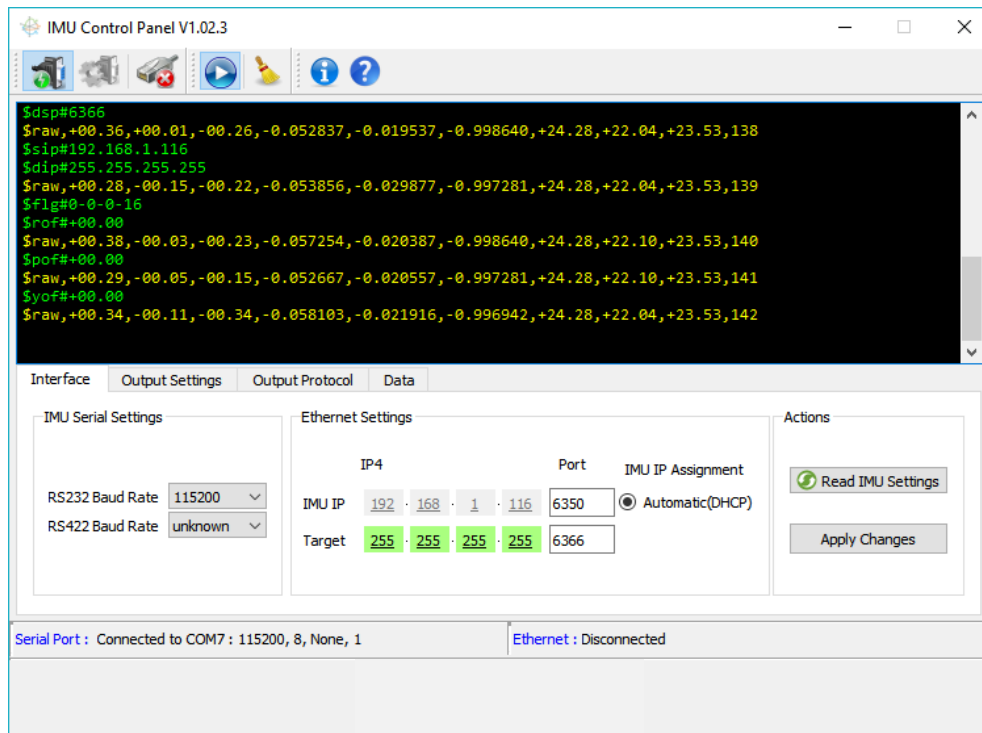 IMU Control Panel V1.02.3
$dsp#6366
$raw,+00.36,+00.01,-00.26,-0.052837,-0.019537,-0.998640,+24.28,+22.04,+23.53,138
$sip#192.168.1.116
$dip#255.255.255.255
$raw,+00.28,-00.15,-00.22,-0.053856,-0.029877,-0.997281,+24.28,+22.04,+23.53,139
$flg#0-0-0-16
$rof#+00.00
$raw,+00.38,-00.03,-00.23,-0.057254,-0.020387,-0.998640,+24.28,+22.10,+23.53,140
$pof#+00.00
$raw,+00.29,-00.05,-00.15,-0.052667,-0.020557,-0.997281,+24.28,+22.10,+23.53,141
$yof#+00.00
$raw,+00.34,-00.11,-00.34,-0.058103,-0.021916,-0.996942,+24.28,+22.04,+23.53,142
Interface Output Settings Output Protocol Data
IMU Serial Settings
RS232 Baud Rate 115200
RS422 Baud Rate unknown
Ethernet Settings
IP4 Port IMU IP Assignment
IMU IP 192 . 168 . 1 . 116 6350 Automatic(DHCP)
Target 255 . 255 . 255 . 255 6366
Actions
Read IMU Settings
Apply Changes
Serial Port : Connected to COM7 : 115200, 8, None, 1
Ethernet : Disconnected